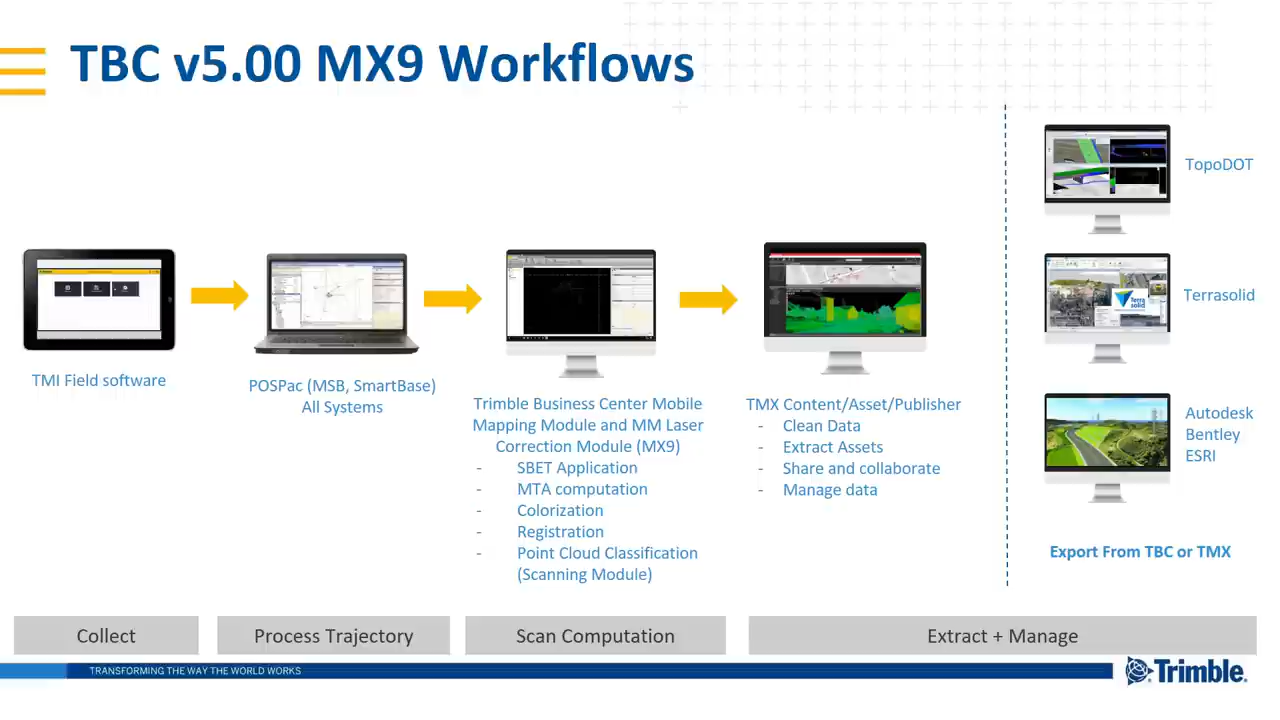 TBC v5.00 MX9 Workflows
TMI Field software
POSPac (MSB, SmartBase)
All Systems
Trimble Business Center Mobile
Mapping Module and MM Laser
Correction Module (MX9)
- SBET Application
- MTA computation
- Colorization
- Registration
- Point Cloud Classification
(Scanning Module)
TMX Content/Asset/Publisher
- Clean Data
- Extract Assets
- Share and collaborate
- Manage data
TopoDOT
Terra
solid
Terrasolid
Autodesk
Bentley
ESRI
Export From TBC or TMX
Collect
Process Trajectory
Scan Computation
Extract + Manage
TRANSFORMING THE WAY THE WORLD WORKS
Trimble.